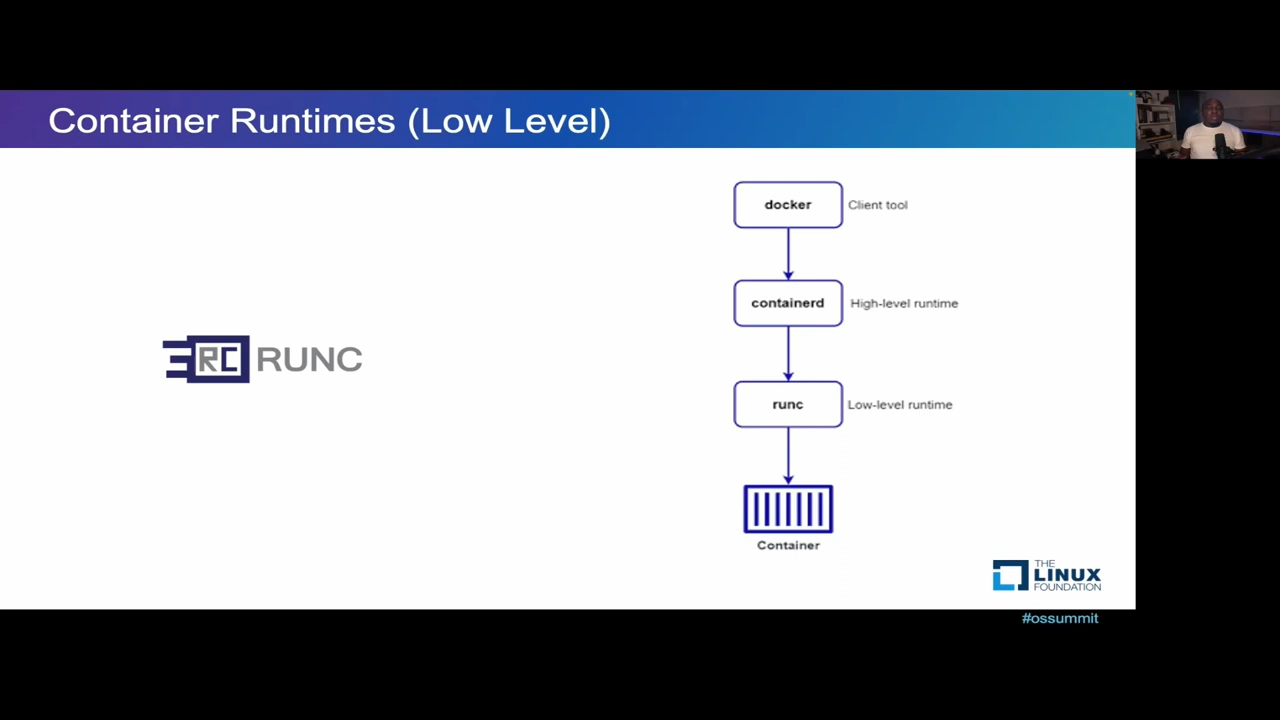 Container Runtimes (Low Level)
docker
Client tool
containerd
High-level runtime
RC RUNC
runc
Low-level runtime
Container
THE
LINUX
FOUNDATION
#ossummit